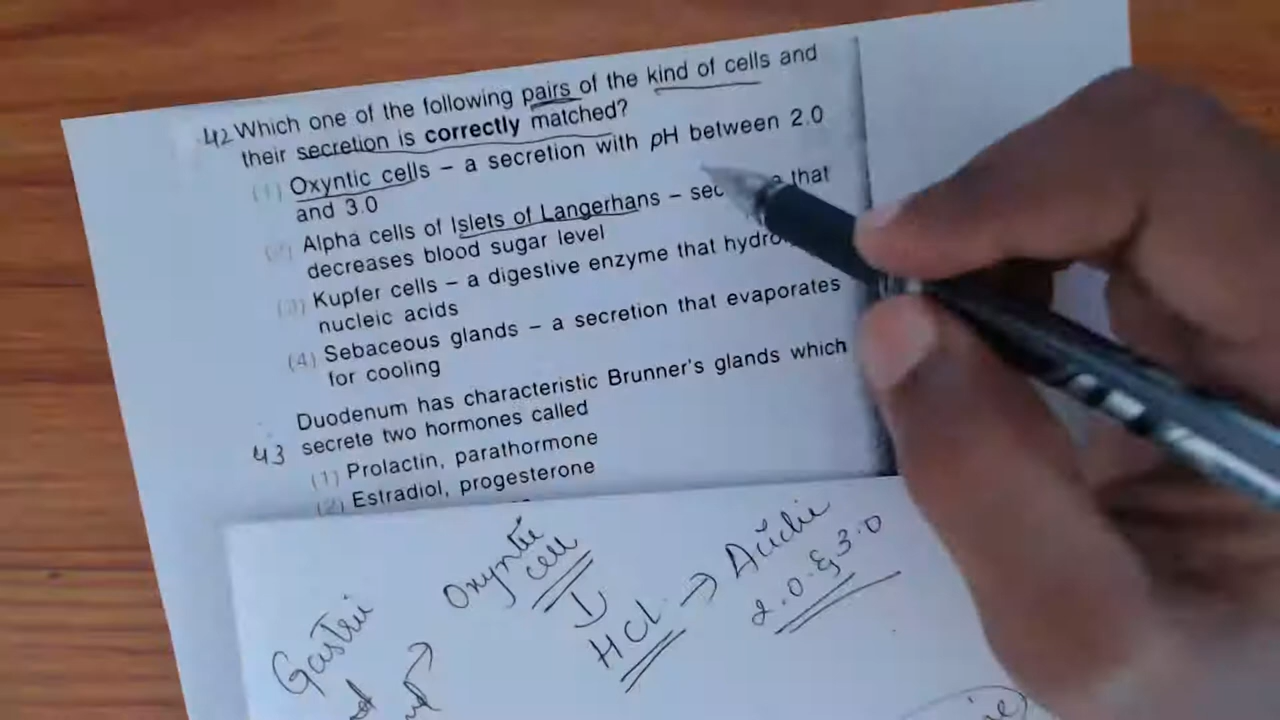 42 Which one of the following pairs of the kind of cells and
their secretion is correctly matched?
(1) Oxyntic cells – a secretion with pH between 2.0
and 3.0
(2) Alpha cells of Islets of Langerhans – that
decreases blood sugar level
(3) Kupfer cells – a digestive enzyme that
nucleic acids
(4) Sebaceous glands – a secretion that evaporates
for cooling
43 Duodenum has characteristic Brunner's glands which
secrete two hormones called
(1) Prolactin, parathormone
(2) Estradiol, progesterone
Oxyntic
cell
HCl → Acidic
2.0 & 3.0
Gastric